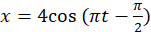 x = 4cos (πt − π/2)